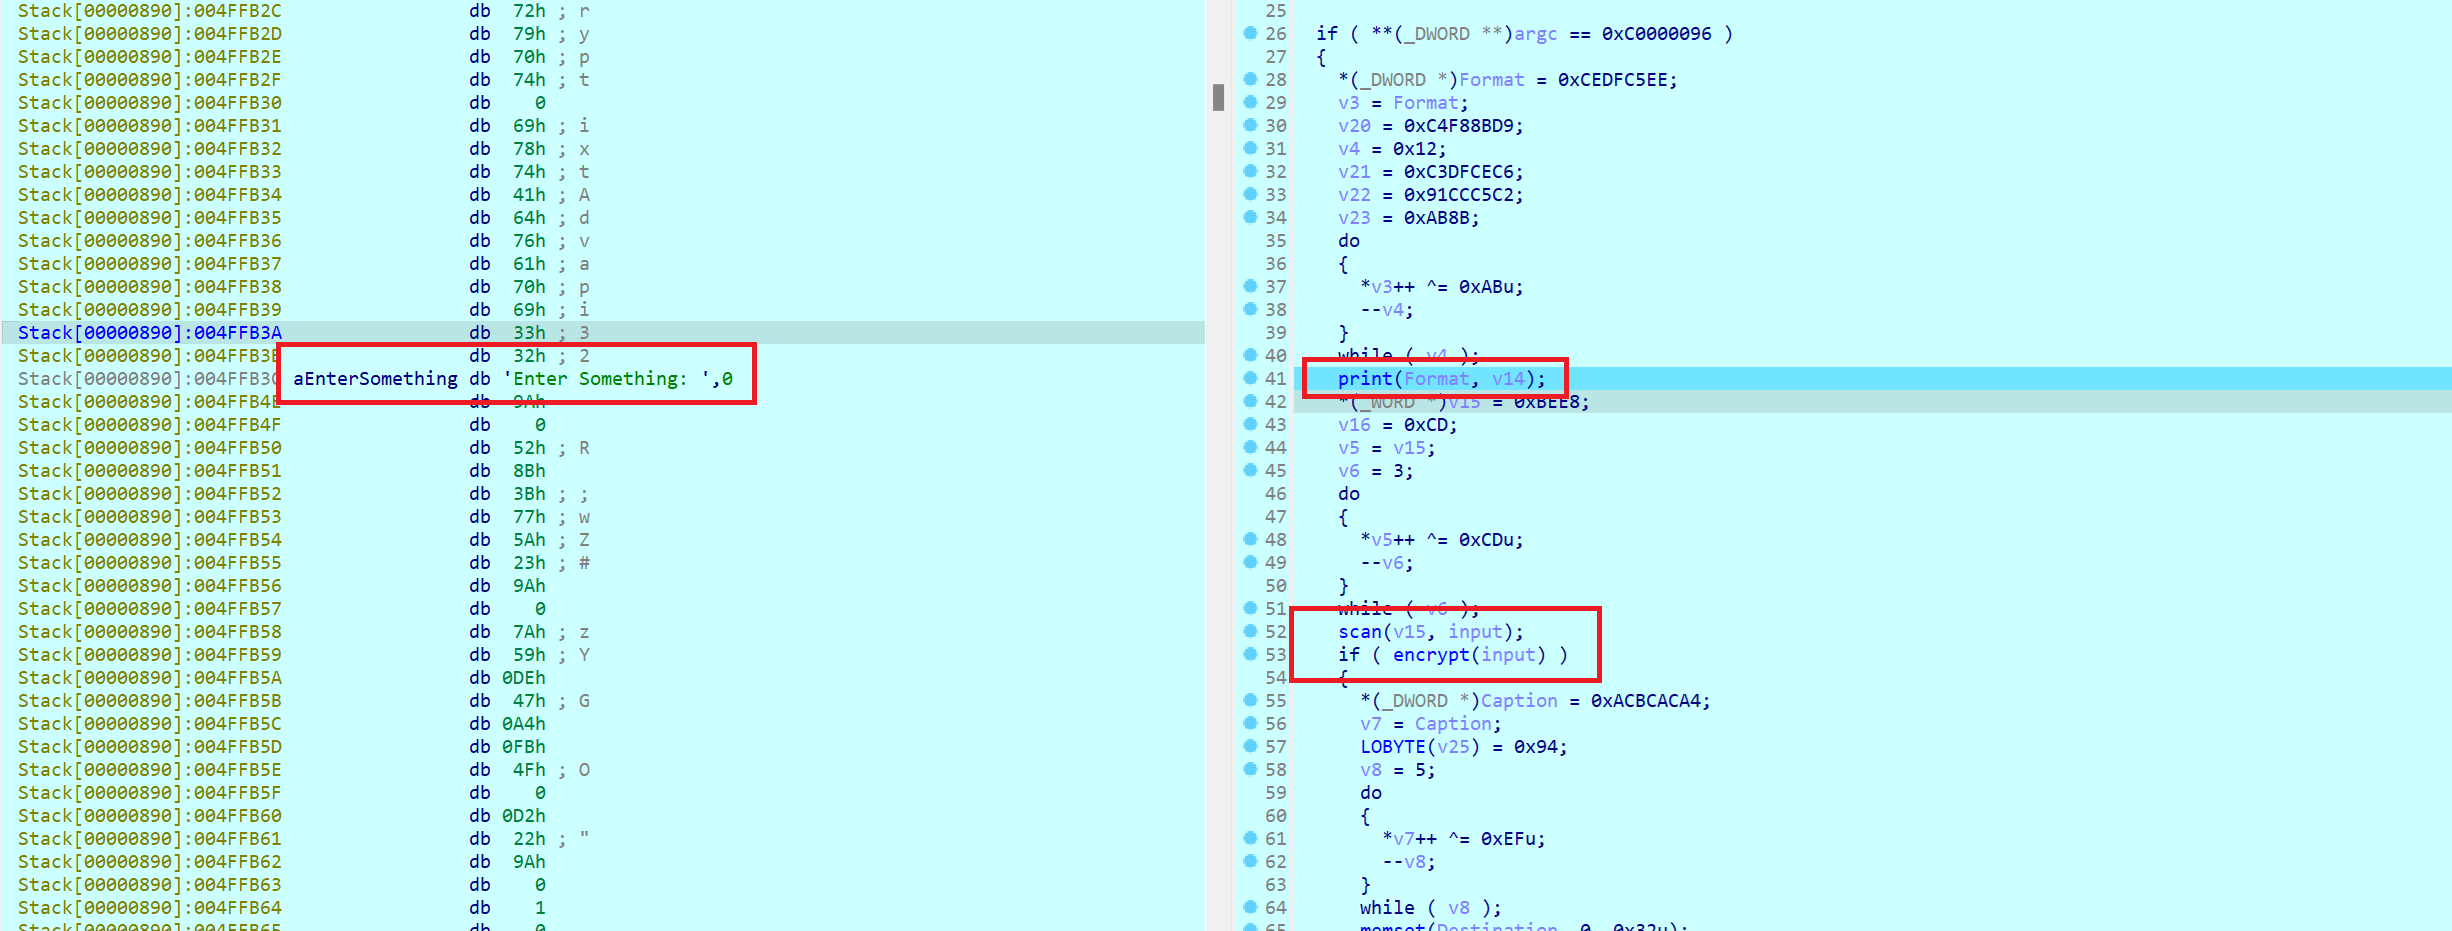 Stack[00000890]:004FFB2C db 72h ; r
Stack[00000890]:004FFB2D db 79h ; y
Stack[00000890]:004FFB2E db 70h ; p
Stack[00000890]:004FFB2F db 74h ; t
Stack[00000890]:004FFB30 db 0
Stack[00000890]:004FFB31 db 69h ; i
Stack[00000890]:004FFB32 db 78h ; x
Stack[00000890]:004FFB33 db 74h ; t
Stack[00000890]:004FFB34 db 41h ; A
Stack[00000890]:004FFB35 db 64h ; d
Stack[00000890]:004FFB36 db 76h ; v
Stack[00000890]:004FFB37 db 61h ; a
Stack[00000890]:004FFB38 db 70h ; p
Stack[00000890]:004FFB39 db 69h ; i
Stack[00000890]:004FFB3A db 33h ; 3
Stack[00000890]:004FFB3B db 32h ; 2
Stack[00000890]:004FFB3C aEnterSomething db 'Enter Something: ',0
Stack[00000890]:004FFB4E db 9Ah
Stack[00000890]:004FFB4F db 0
Stack[00000890]:004FFB50 db 52h ; R
Stack[00000890]:004FFB51 db 8Bh
Stack[00000890]:004FFB52 db 3Bh ; ;
Stack[00000890]:004FFB53 db 77h ; w
Stack[00000890]:004FFB54 db 5Ah ; Z
Stack[00000890]:004FFB55 db 23h ; #
Stack[00000890]:004FFB56 db 9Ah
Stack[00000890]:004FFB57 db 0
Stack[00000890]:004FFB58 db 7Ah ; z
Stack[00000890]:004FFB59 db 59h ; Y
Stack[00000890]:004FFB5A db 0DEh
Stack[00000890]:004FFB5B db 47h ; G
Stack[00000890]:004FFB5C db 0A4h
Stack[00000890]:004FFB5D db 0FBh
Stack[00000890]:004FFB5E db 4Fh ; O
Stack[00000890]:004FFB5F db 0
Stack[00000890]:004FFB60 db 0D2h
Stack[00000890]:004FFB61 db 22h ; "
Stack[00000890]:004FFB62 db 9Ah
Stack[00000890]:004FFB63 db 0
Stack[00000890]:004FFB64 db 1
Stack[00000890]:004FFB65 db 0
25
26 if ( **(_DWORD **)argc == 0xC0000096 )
27 {
28 *(_DWORD *)Format = 0xCEDFC5EE;
29 v3 = Format;
30 v20 = 0xC4F88BD9;
31 v4 = 0x12;
32 v21 = 0xC3DFCEC6;
33 v22 = 0x91CCC5C2;
34 v23 = 0xAB8B;
35 do
36 {
37 *v3++ ^= 0xABu;
38 --v4;
39 }
40 while ( v4 );
41 print(Format, v14);
42 *(_WORD *)v15 = 0xBEE8;
43 v16 = 0xCD;
44 v5 = v15;
45 v6 = 3;
46 do
47 {
48 *v5++ ^= 0xCDu;
49 --v6;
50 }
51 while ( v6 );
52 scan(v15, input);
53 if ( encrypt(input) )
54 {
55 *(_DWORD *)Caption = 0xACBCACA4;
56 v7 = Caption;
57 LOBYTE(v25) = 0x94;
58 v8 = 5;
59 do
60 {
61 *v7++ ^= 0xEFu;
62 --v8;
63 }
64 while ( v8 );
65 memset(Destination, 0, 0x32u);